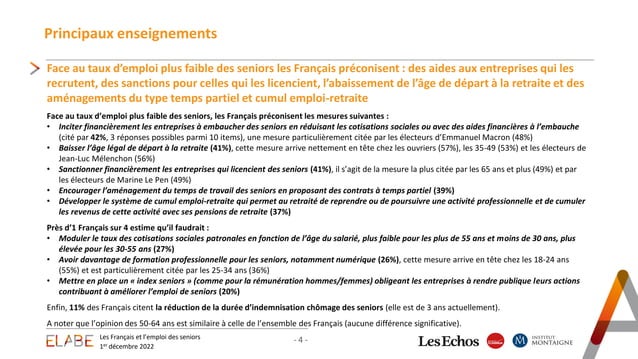 Principaux enseignements
Face au taux d'emploi plus faible des seniors les Français préconisent : des aides aux entreprises qui les
recrutent, des sanctions pour celles qui les licencient, l'abaissement de l'âge de départ à la retraite et des
aménagements du type temps partiel et cumul emploi-retraite
Face au taux d'emploi plus faible des seniors, les Français préconisent les mesures suivantes :
• Inciter financièrement les entreprises à embaucher des seniors en réduisant les cotisations sociales ou avec des aides financières à l'embauche
(cité par 42%, 3 réponses possibles parmi 10 items), une mesure particulièrement citée par les électeurs d'Emmanuel Macron (48%)
• Baisser l'âge légal de départ à la retraite (41%), cette mesure arrive nettement en tête chez les ouvriers (57%), les 35-49 (53%) et les électeurs de
Jean-Luc Mélenchon (56%)
• Sanctionner financièrement les entreprises qui licencient des seniors (41%), il s'agit de la mesure la plus citée par les 65 ans et plus (49%) et par
les électeurs de Marine Le Pen (49%)
• Encourager l'aménagement du temps de travail des seniors en proposant des contrats à temps partiel (39%)
• Développer le système de cumul emploi-retraite qui permet au retraité de reprendre ou de poursuivre une activité professionnelle et de cumuler
les revenus de cette activité avec ses pensions de retraite (37%)
Près d'1 Français sur 4 estime qu'il faudrait :
• Moduler le taux des cotisations sociales patronales en fonction de l'âge du salarié, plus faible pour les plus de 55 ans et moins de 30 ans, plus
élevée pour les 30-55 ans (27%)
• Avoir davantage de formation professionnelle pour les seniors, notamment numérique (26%), cette mesure arrive en tête chez les 18-24 ans
(55%) et est particulièrement citée par les 25-34 ans (36%)
• Mettre en place un « index seniors » (comme pour la rémunération hommes/femmes) obligeant les entreprises à rendre publique leurs actions
contribuant à améliorer l'emploi de seniors (20%)
Enfin, 11% des Français citent la réduction de la durée d'indemnisation chômage des seniors (elle est de 3 ans actuellement).
A noter que l'opinion des 50-64 ans est similaire à celle de l'ensemble des Français (aucune différence significative).
ELABE
Les Français et l'emploi des seniors
1er décembre 2022
- 4 -
Les Echos
INSTITUT
MONTAIGNE